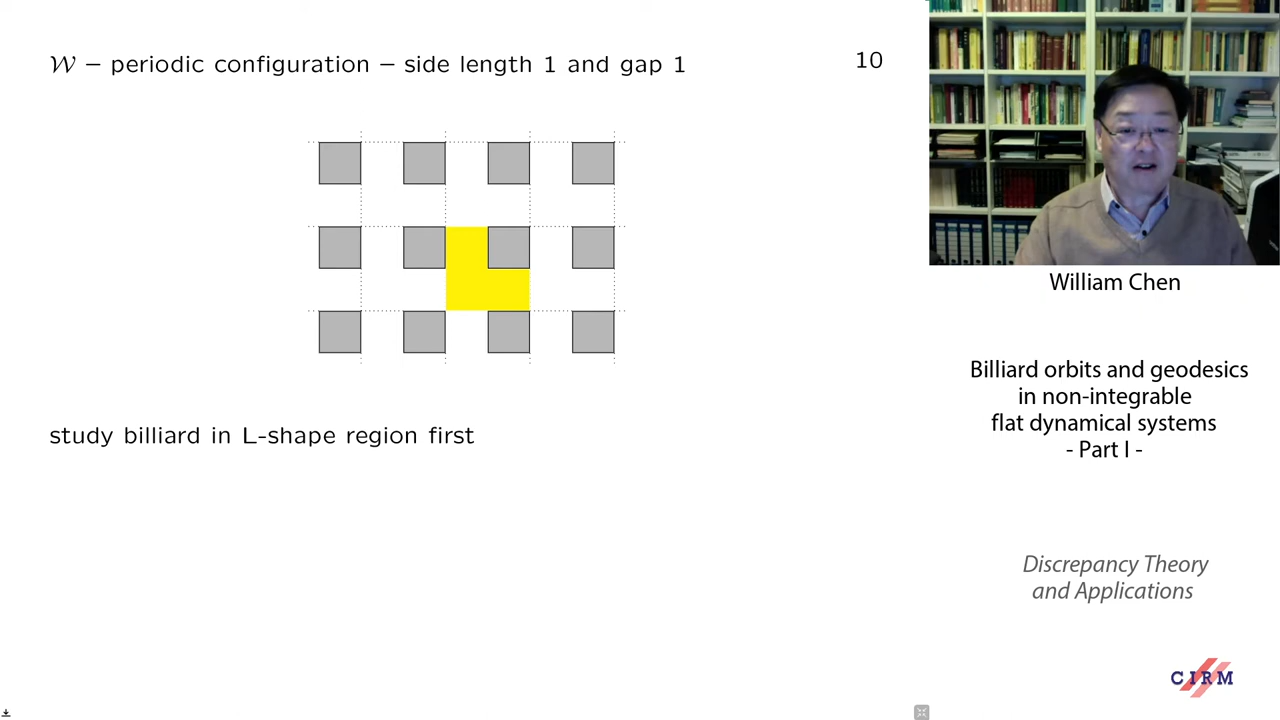 𝒲 – periodic configuration – side length 1 and gap 1
10
study billiard in L-shape region first
William Chen
Billiard orbits and geodesics
in non-integrable
flat dynamical systems
- Part I -
Discrepancy Theory
and Applications
CIRM